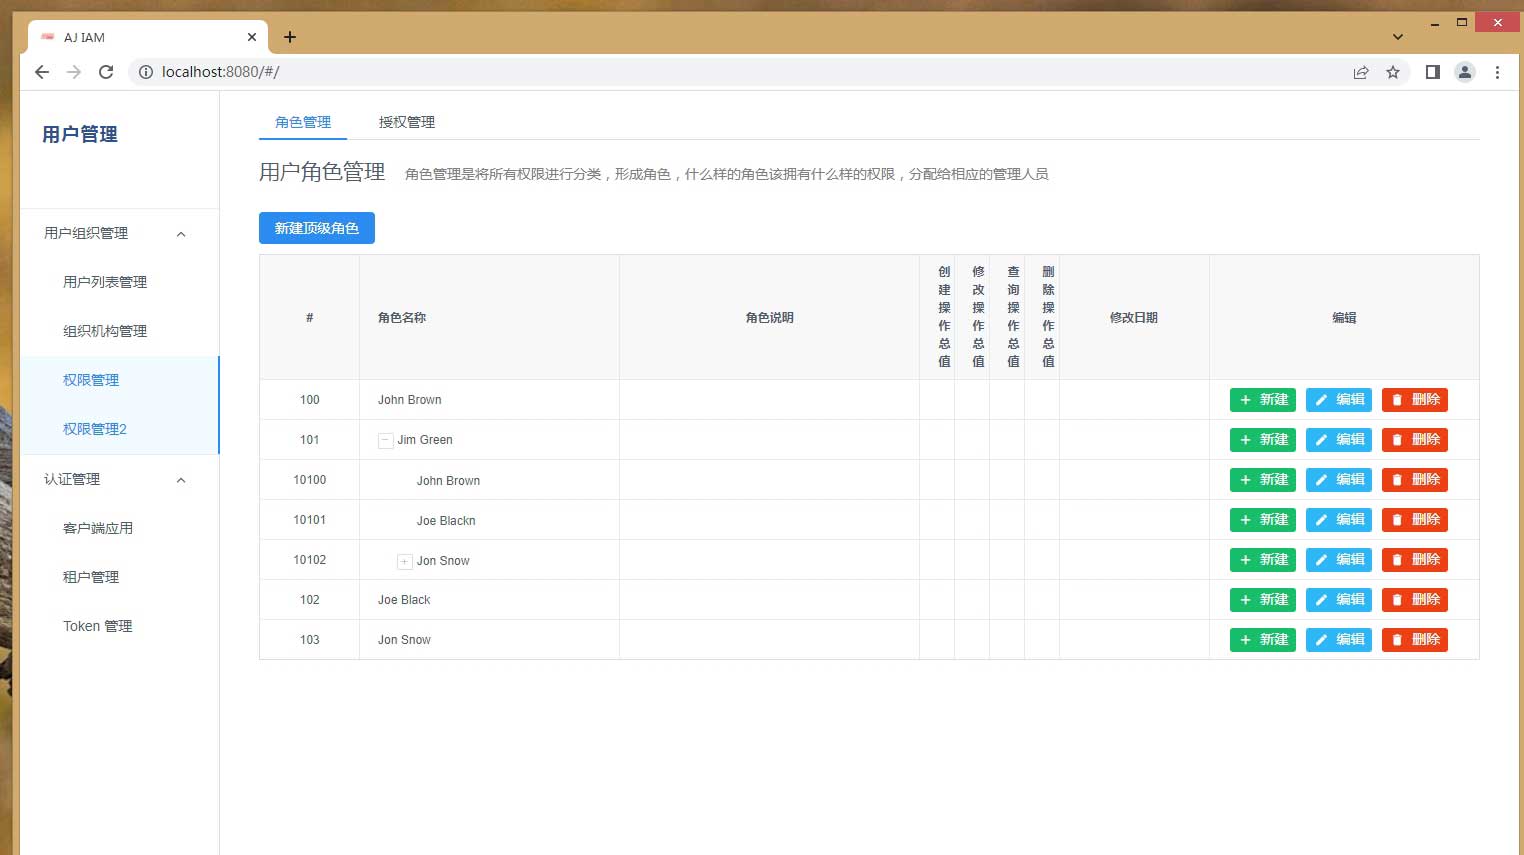 AJ IAM
localhost:8080/#/
用户管理
用户组织管理
用户列表管理
组织机构管理
权限管理
权限管理2
认证管理
客户端应用
租户管理
Token 管理
角色管理 授权管理
用户角色管理 角色管理是将所有权限进行分类，形成角色，什么样的角色该拥有什么样的权限，分配给相应的管理人员
新建顶级角色
# 角色名称 角色说明 创建操作总值 修改操作总值 查询操作总值 删除操作总值 修改日期 编辑
100 John Brown 新建 编辑 删除
101 Jim Green 新建 编辑 删除
10100 John Brown 新建 编辑 删除
10101 Joe Blackn 新建 编辑 删除
10102 Jon Snow 新建 编辑 删除
102 Joe Black 新建 编辑 删除
103 Jon Snow 新建 编辑 删除